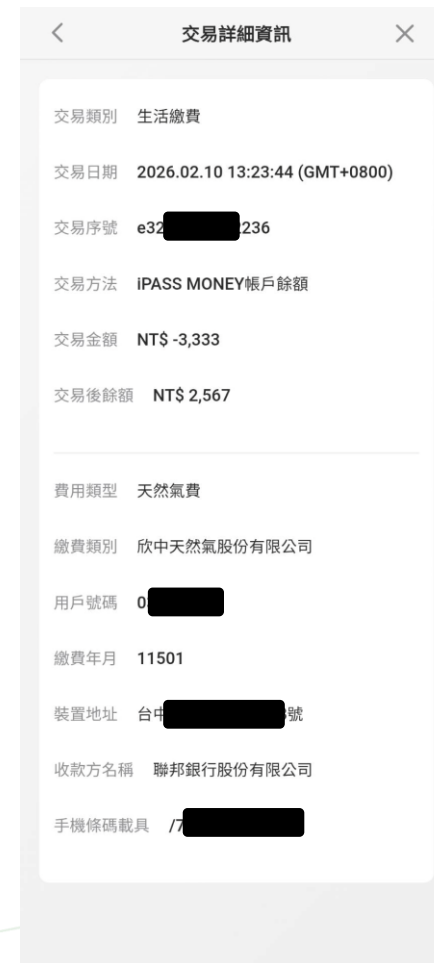 交易詳細資訊
交易類別 生活繳費
交易日期 2026.02.10 13:23:44 (GMT+0800)
交易序號 e32 236
交易方法 iPASS MONEY帳戶餘額
交易金額 NT$ -3,333
交易後餘額 NT$ 2,567
費用類型 天然氣費
繳費類別 欣中天然氣股份有限公司
用戶號碼 0
繳費年月 11501
裝置地址 台中 號
收款方名稱 聯邦銀行股份有限公司
手機條碼載具 /7